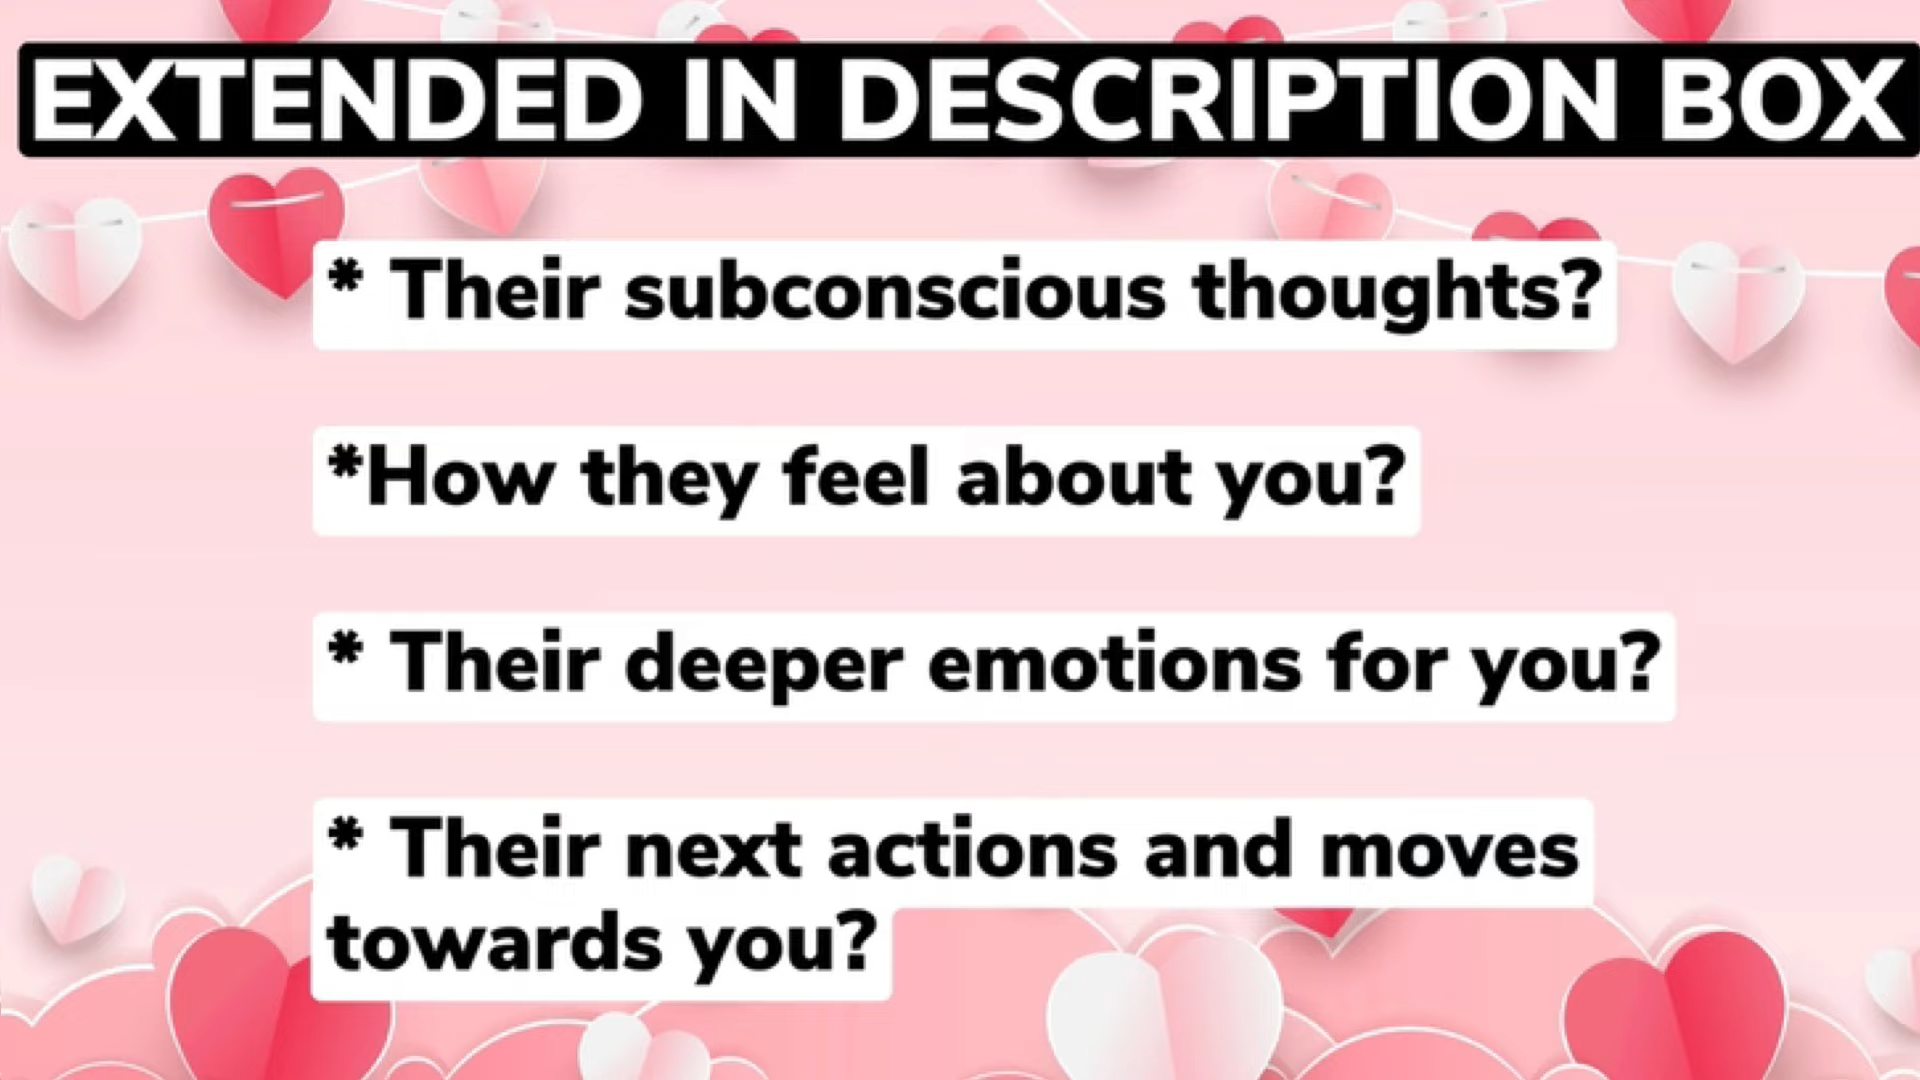 EXTENDED IN DESCRIPTION BOX
* Their subconscious thoughts?
*How they feel about you?
* Their deeper emotions for you?
* Their next actions and moves
towards you?